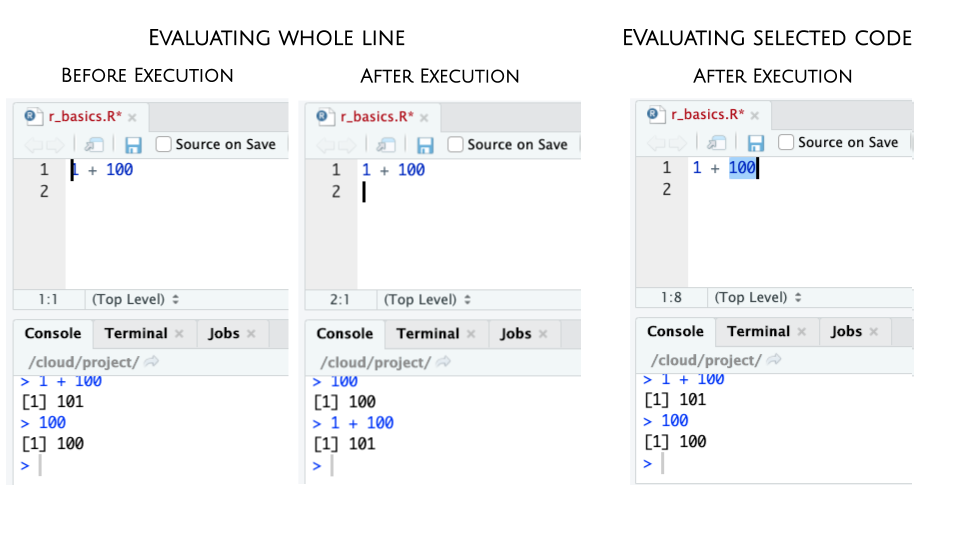 Evaluating whole line
Before Execution
r_basics.R* ×
Source on Save
1 1 + 100
2
1:1 (Top Level)
Console Terminal × Jobs ×
/cloud/project/
> 1 + 100
[1] 101
> 100
[1] 100
>
After Execution
r_basics.R* ×
Source on Save
1 1 + 100
2
2:1 (Top Level)
Console Terminal × Jobs ×
/cloud/project/
> 100
[1] 100
> 1 + 100
[1] 101
>
Evaluating selected code
After Execution
r_basics.R* ×
Source on Save
1 1 + 100
2
1:8 (Top Level)
Console Terminal × Jobs ×
/cloud/project/
> 1 + 100
[1] 101
> 100
[1] 100
>